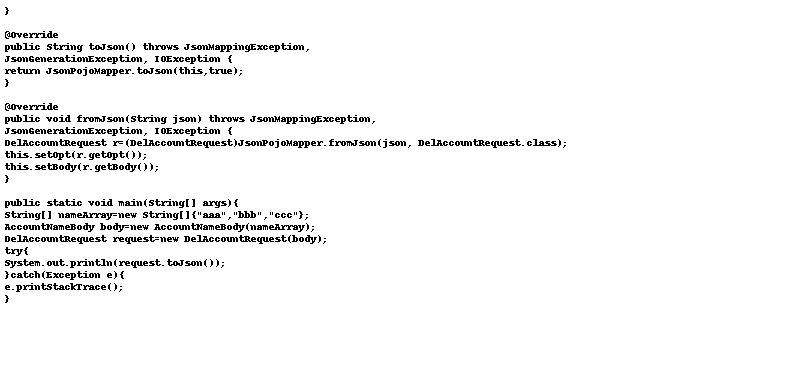 }
@Override
public String toJson() throws JsonMappingException,
JsonGenerationException, IOException {
return JsonPojoMapper.toJson(this,true);
}
@Override
public void fromJson(String json) throws JsonMappingException,
JsonGenerationException, IOException {
DelAccountRequest r=(DelAccountRequest)JsonPojoMapper.fromJson(json, DelAccountRequest.class);
this.setOpt(r.getOpt());
this.setBody(r.getBody());
}
public static void main(String[] args){
String[] nameArray=new String[]{"aaa","bbb","ccc"};
AccountNameBody body=new AccountNameBody(nameArray);
DelAccountRequest request=new DelAccountRequest(body);
try{
System.out.println(request.toJson());
}catch(Exception e){
e.printStackTrace();
}